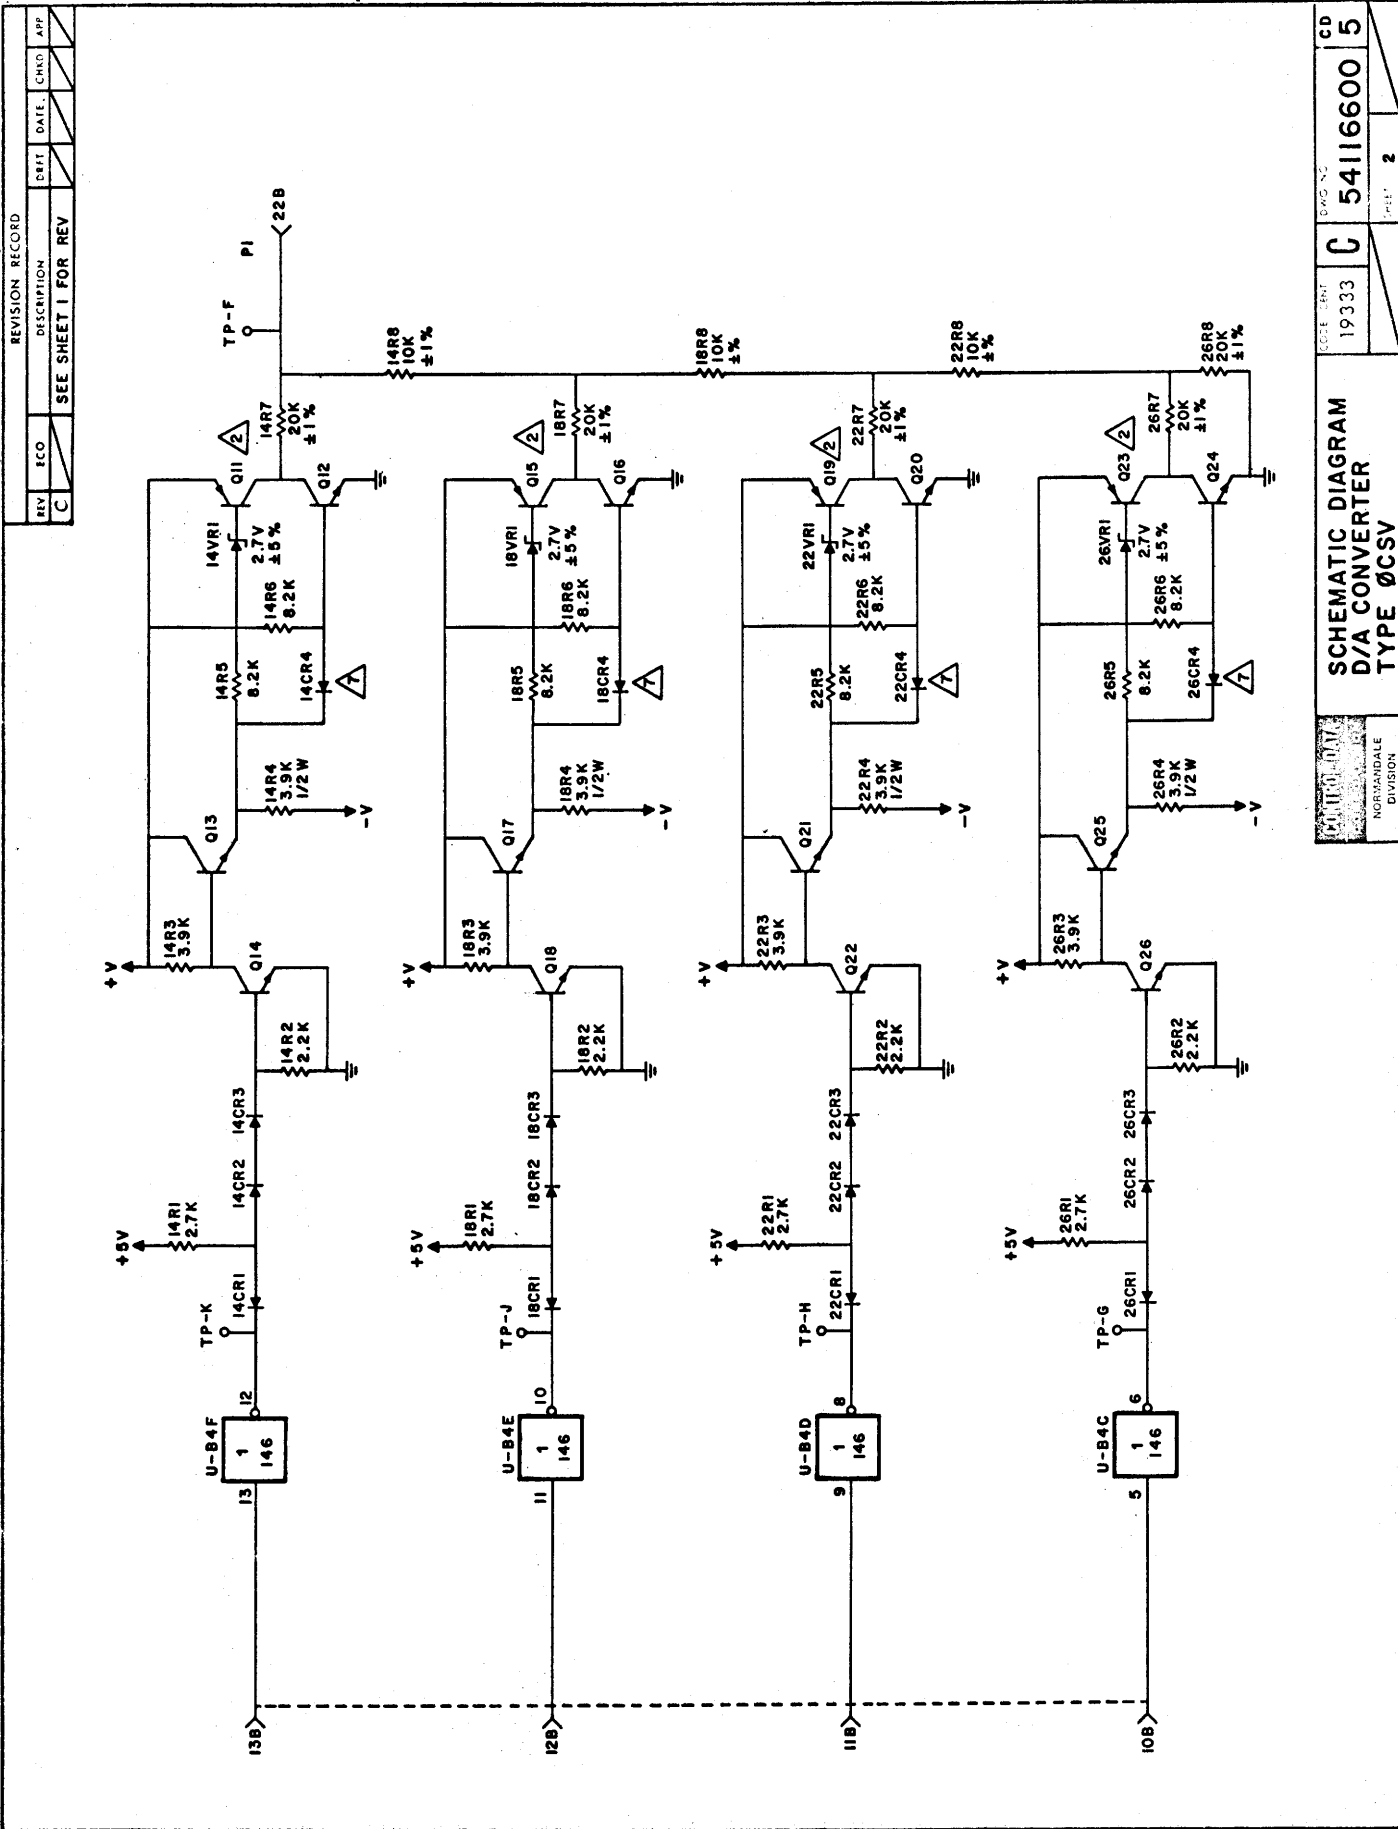 REVISION RECORD
REV ECO DESCRIPTION DRFT DATE CHKD APP
C SEE SHEET 1 FOR REV
+V
+5V
13B
13
U-B4F
1
146
12
TP-K
14CR1
14R1
2.7K
14CR2
14CR3
14R2
2.2K
14R3
3.9K
Q14
Q13
14R4
3.9K
1/2W
-V
14R5
8.2K
14CR4
7
14R6
8.2K
14VR1
2.7V
±5%
Q11
2
Q12
14R7
20K
±1%
TP-F
P1
22B
14R8
10K
±1%
+V
+5V
12B
11
U-B4E
1
146
10
TP-J
18CR1
18R1
2.7K
18CR2
18CR3
18R2
2.2K
18R3
3.9K
Q18
Q17
18R4
3.9K
1/2W
-V
18R5
8.2K
18CR4
7
18R6
8.2K
18VR1
2.7V
±5%
Q15
2
Q16
18R7
20K
±1%
18R8
10K
±%
+V
+5V
11B
9
U-B4D
1
146
8
TP-H
22CR1
22R1
2.7K
22CR2
22CR3
22R2
2.2K
22R3
3.9K
Q22
Q21
22R4
3.9K
1/2W
-V
22R5
8.2K
22CR4
7
22R6
8.2K
22VR1
2.7V
±5%
Q19
2
Q20
22R7
20K
±1%
22R8
10K
±%
+V
+5V
10B
5
U-B4C
1
146
6
TP-G
26CR1
26R1
2.7K
26CR2
26CR3
26R2
2.2K
26R3
3.9K
Q26
Q25
26R4
3.9K
1/2W
-V
26R5
8.2K
26CR4
7
26R6
8.2K
26VR1
2.7V
±5%
Q23
2
Q24
26R7
20K
±1%
26R8
20K
±1%
CONTROL DATA
NORMANDALE
DIVISION
SCHEMATIC DIAGRAM
D/A CONVERTER
TYPE ØCSV
CODE IDENT
19333
C
DWG NO
54116600
CD
5
SHEET 2